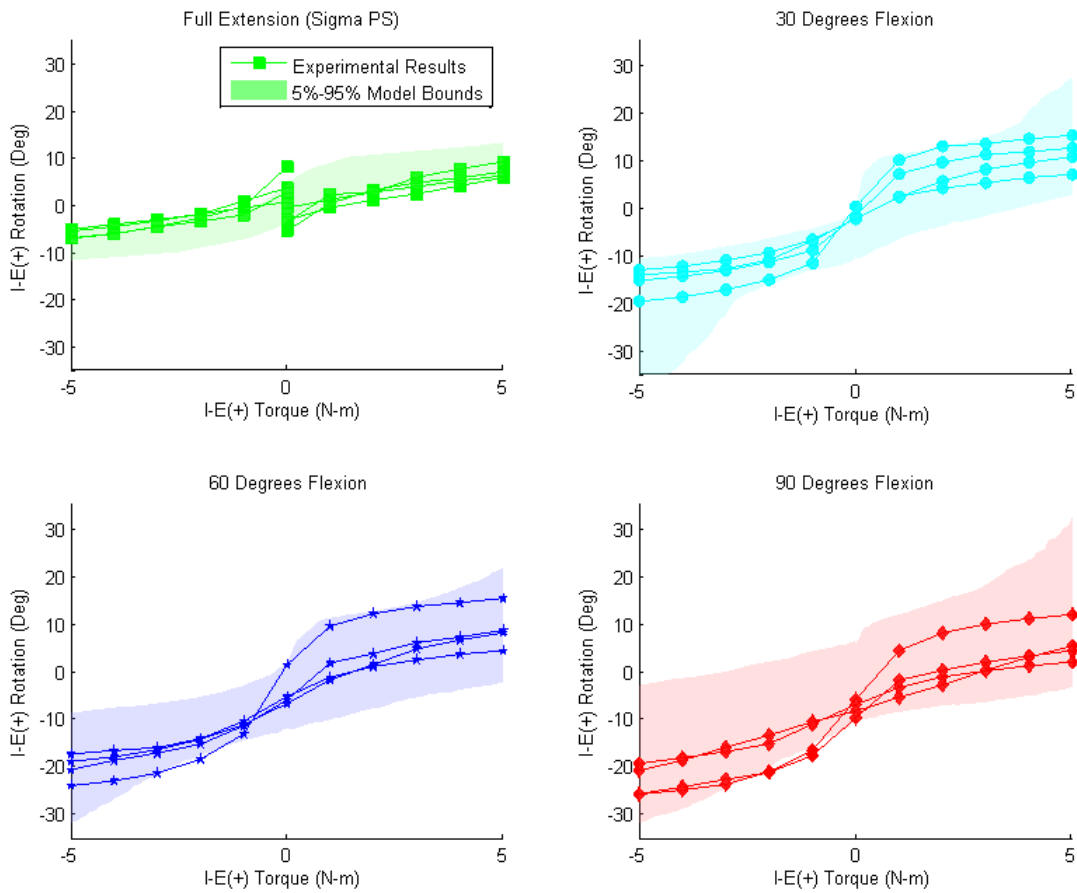 Full Extension (Sigma PS)
I-E(+) Rotation (Deg)
30
20
10
0
-10
-20
-30
Experimental Results
5%-95% Model Bounds
-5
0
5
I-E(+) Torque (N-m)
30 Degrees Flexion
I-E(+) Rotation (Deg)
30
20
10
0
-10
-20
-30
-5
0
5
I-E(+) Torque (N-m)
60 Degrees Flexion
I-E(+) Rotation (Deg)
30
20
10
0
-10
-20
-30
-5
0
5
I-E(+) Torque (N-m)
90 Degrees Flexion
I-E(+) Rotation (Deg)
30
20
10
0
-10
-20
-30
-5
0
5
I-E(+) Torque (N-m)